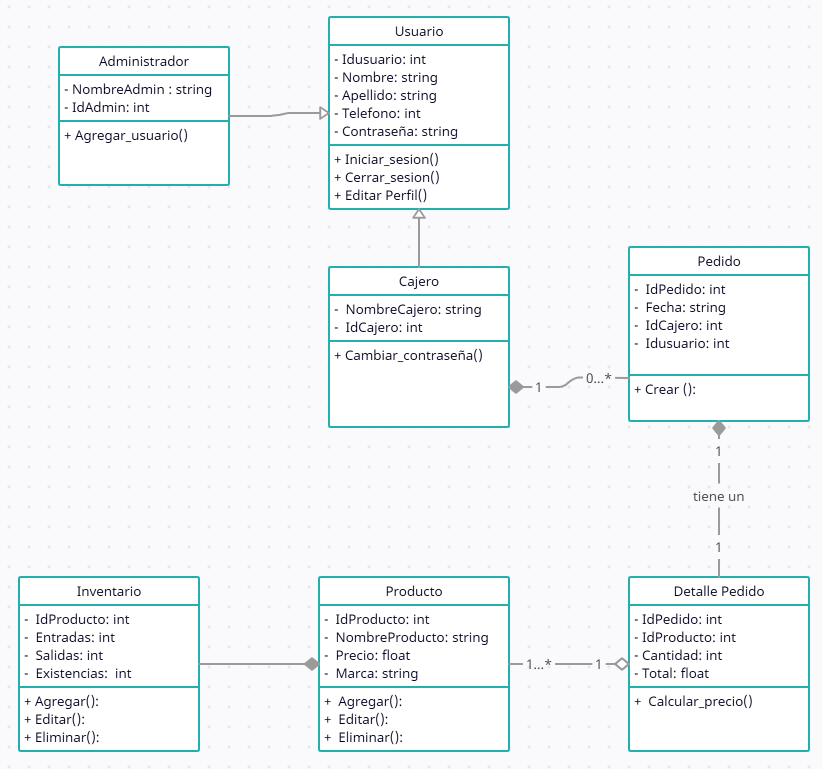 Usuario
- Idusuario: int
- Nombre: string
- Apellido: string
- Telefono: int
- Contraseña: string
+ Iniciar_sesion()
+ Cerrar_sesion()
+ Editar Perfil()
Administrador
- NombreAdmin : string
- IdAdmin: int
+ Agregar_usuario()
Cajero
- NombreCajero: string
- IdCajero: int
+ Cambiar_contraseña()
1
0...*
Pedido
- IdPedido: int
- Fecha: string
- IdCajero: int
- Idusuario: int
+ Crear ():
1
tiene un
1
Inventario
- IdProducto: int
- Entradas: int
- Salidas: int
- Existencias: int
+ Agregar():
+ Editar():
+ Eliminar():
Producto
- IdProducto: int
- NombreProducto: string
- Precio: float
- Marca: string
+ Agregar():
+ Editar():
+ Eliminar():
1...*
1
Detalle Pedido
- IdPedido: int
- IdProducto: int
- Cantidad: int
- Total: float
+ Calcular_precio()